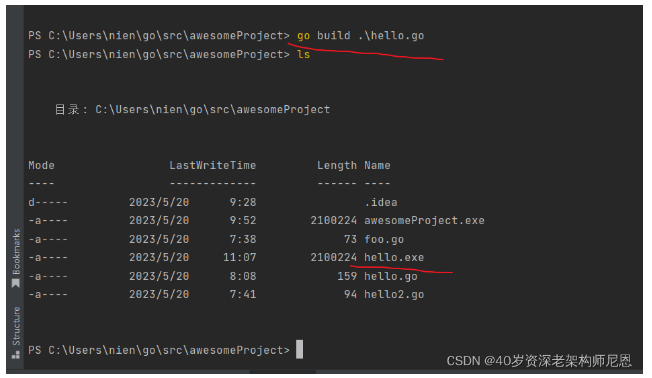 PS C:\Users\nien\go\src\awesomeProject> go build .\hello.go
PS C:\Users\nien\go\src\awesomeProject> ls
目录: C:\Users\nien\go\src\awesomeProject
Mode LastWriteTime Length Name
---- ------------- ------ ----
d----- 2023/5/20 9:28 .idea
-a---- 2023/5/20 9:52 2100224 awesomeProject.exe
-a---- 2023/5/20 7:38 73 foo.go
-a---- 2023/5/20 11:07 2100224 hello.exe
-a---- 2023/5/20 8:08 159 hello.go
-a---- 2023/5/20 7:41 94 hello2.go
PS C:\Users\nien\go\src\awesomeProject>
Bookmarks
Structure
CSDN @40岁资深老架构师尼恩